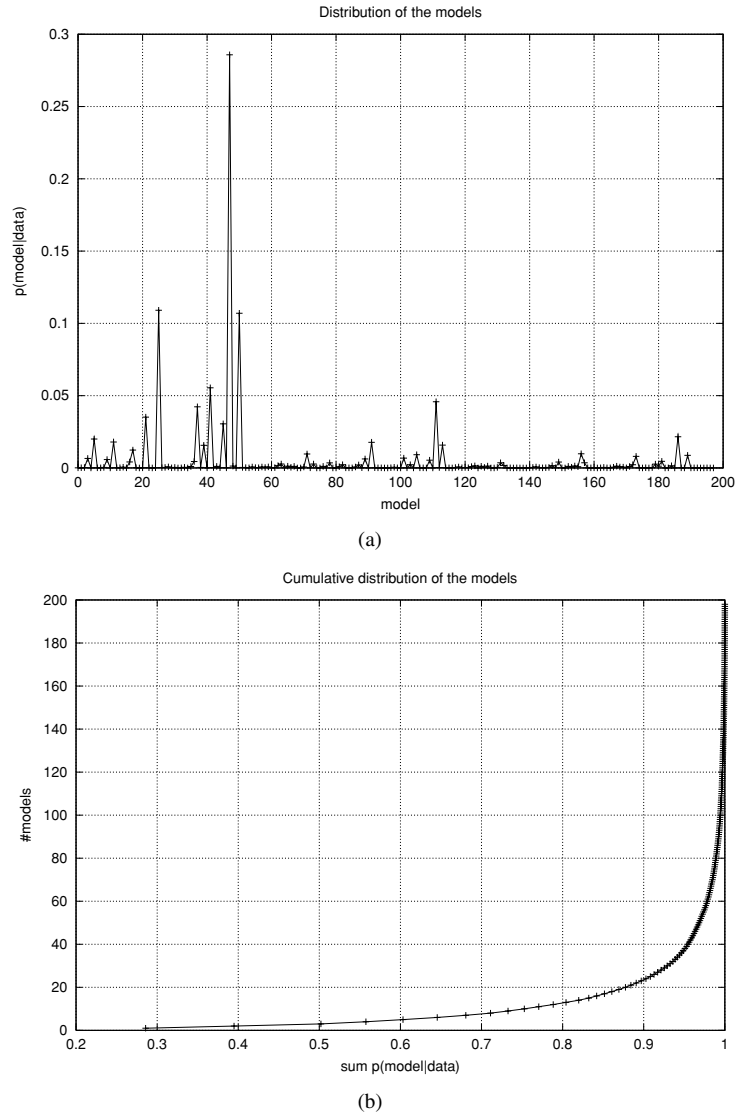 Distribution of the models
0.3
0.25
0.2
0.15
0.1
0.05
0
p(model|data)
0 20 40 60 80 100 120 140 160 180 200
model
(a)
Cumulative distribution of the models
200
180
160
140
120
100
80
60
40
20
0
#models
0.2 0.3 0.4 0.5 0.6 0.7 0.8 0.9 1
sum p(model|data)
(b)